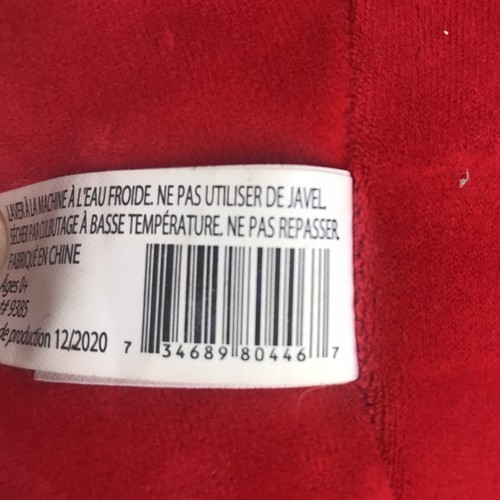 LAVER À LA MACHINE À L'EAU FROIDE. NE PAS UTILISER DE JAVEL.
SÉCHER PAR CULBUTAGE À BASSE TEMPÉRATURE. NE PAS REPASSER.
FABRIQUÉ EN CHINE
Âges 0+
# 9385
de production 12/2020
7 34689 80446 7